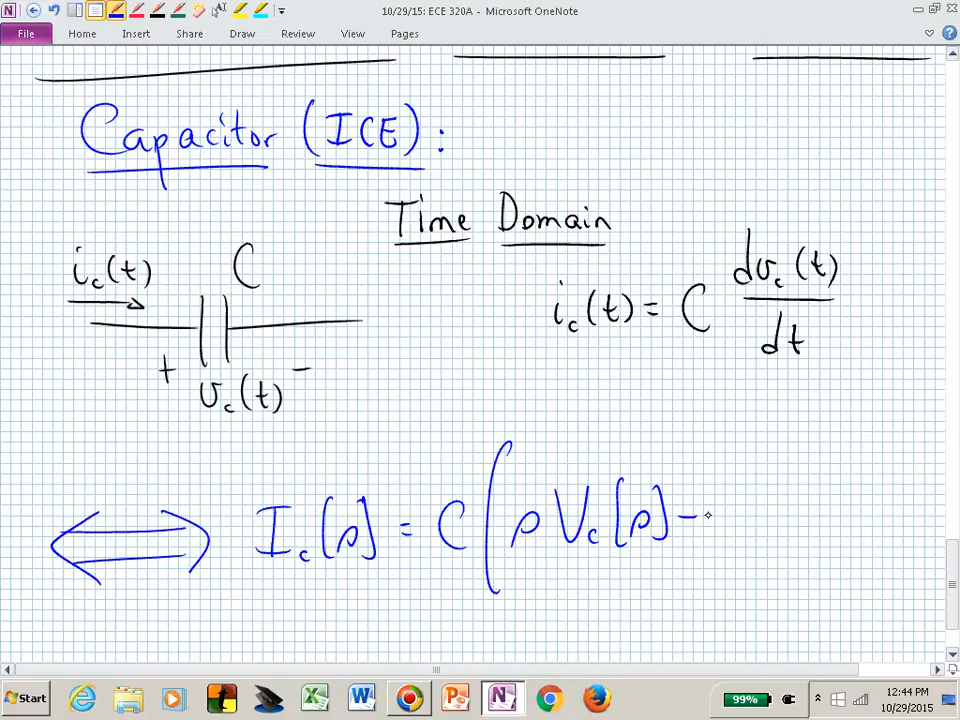 10/29/15: ECE 320A - Microsoft OneNote
File Home Insert Share Draw Review View Pages
Capacitor (ICE):
Time Domain
i_c(t) C
+ v_c(t) -
i_c(t) = C dv_c(t)/dt
⇔ I_c[s] = C ( s V_c[s] -
Start 99% 12:44 PM
10/29/2015